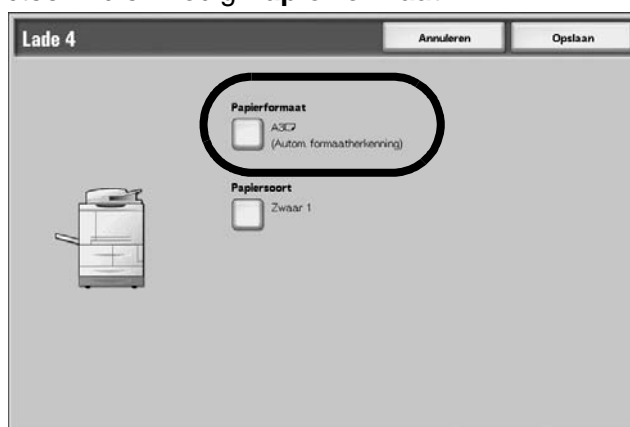 Lade 4
Annuleren
Opslaan
Papierformaat
A3
(Autom. formaatherkenning)
Papiersoort
Zwaar 1